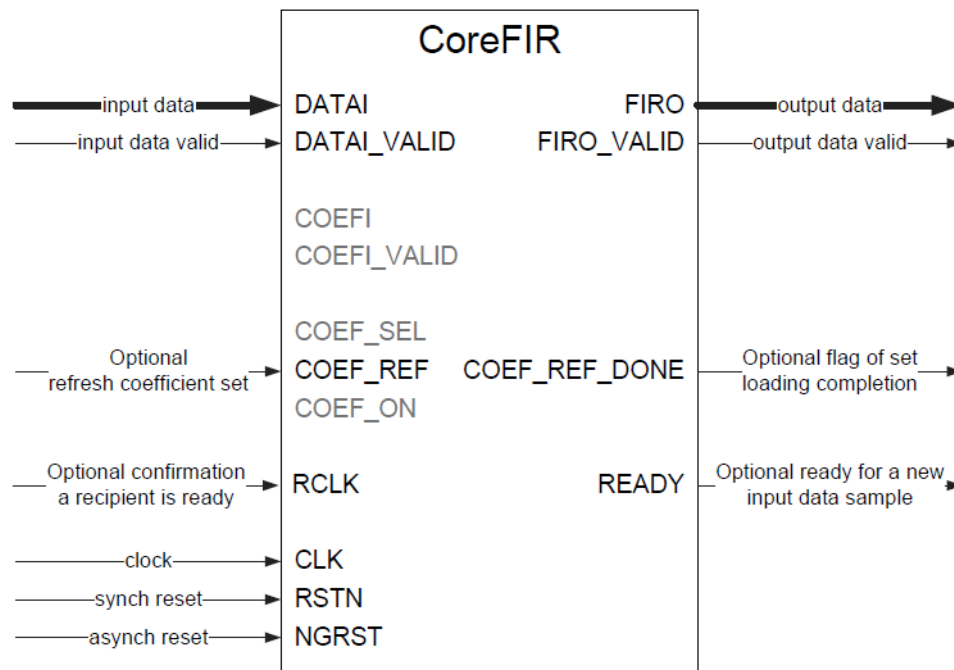 CoreFIR
input data DATAI FIRO output data
input data valid DATAI_VALID FIRO_VALID output data valid
COEFI
COEFI_VALID
COEF_SEL
Optional
refresh coefficient set
COEF_REF COEF_REF_DONE
Optional flag of set
loading completion
COEF_ON
Optional confirmation
a recipient is ready
RCLK READY
Optional ready for a new
input data sample
clock CLK
synch reset RSTN
asynch reset NGRST